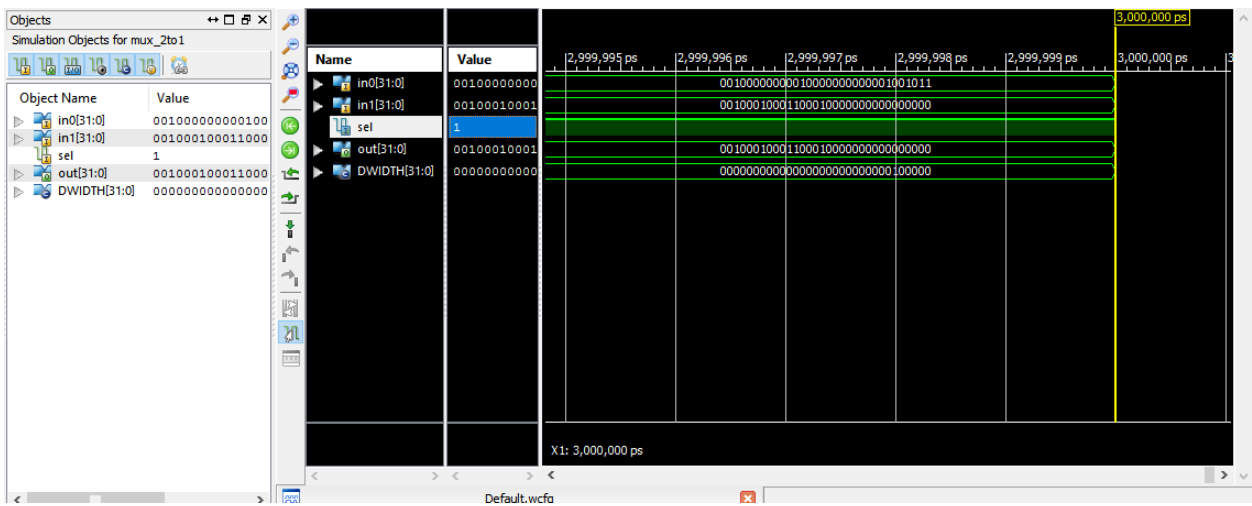 Objects
Simulation Objects for mux_2to1
Object Name Value
in0[31:0] 001000000000100
in1[31:0] 001000100011000
sel 1
out[31:0] 001000100011000
DWIDTH[31:0] 000000000000000
3,000,000 ps
Name Value
2,999,995 ps 2,999,996 ps 2,999,997 ps 2,999,998 ps 2,999,999 ps 3,000,000 ps
in0[31:0] 00100000000 00100000000010000000000001001011
in1[31:0] 00100010001 00100010001100010000000000000000
sel 1
out[31:0] 00100010001 00100010001100010000000000000000
DWIDTH[31:0] 00000000000 00000000000000000000000000100000
X1: 3,000,000 ps
Default.wcfg